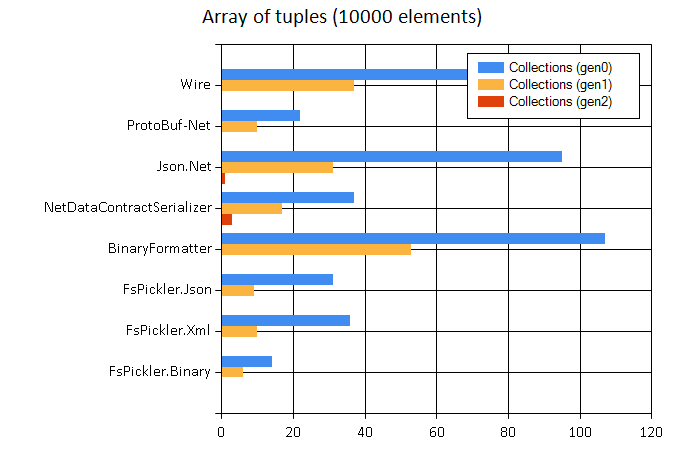 Array of tuples (10000 elements)
Collections (gen0)
Collections (gen1)
Collections (gen2)
Wire
ProtoBuf-Net
Json.Net
NetDataContractSerializer
BinaryFormatter
FsPickler.Json
FsPickler.Xml
FsPickler.Binary
0 20 40 60 80 100 120